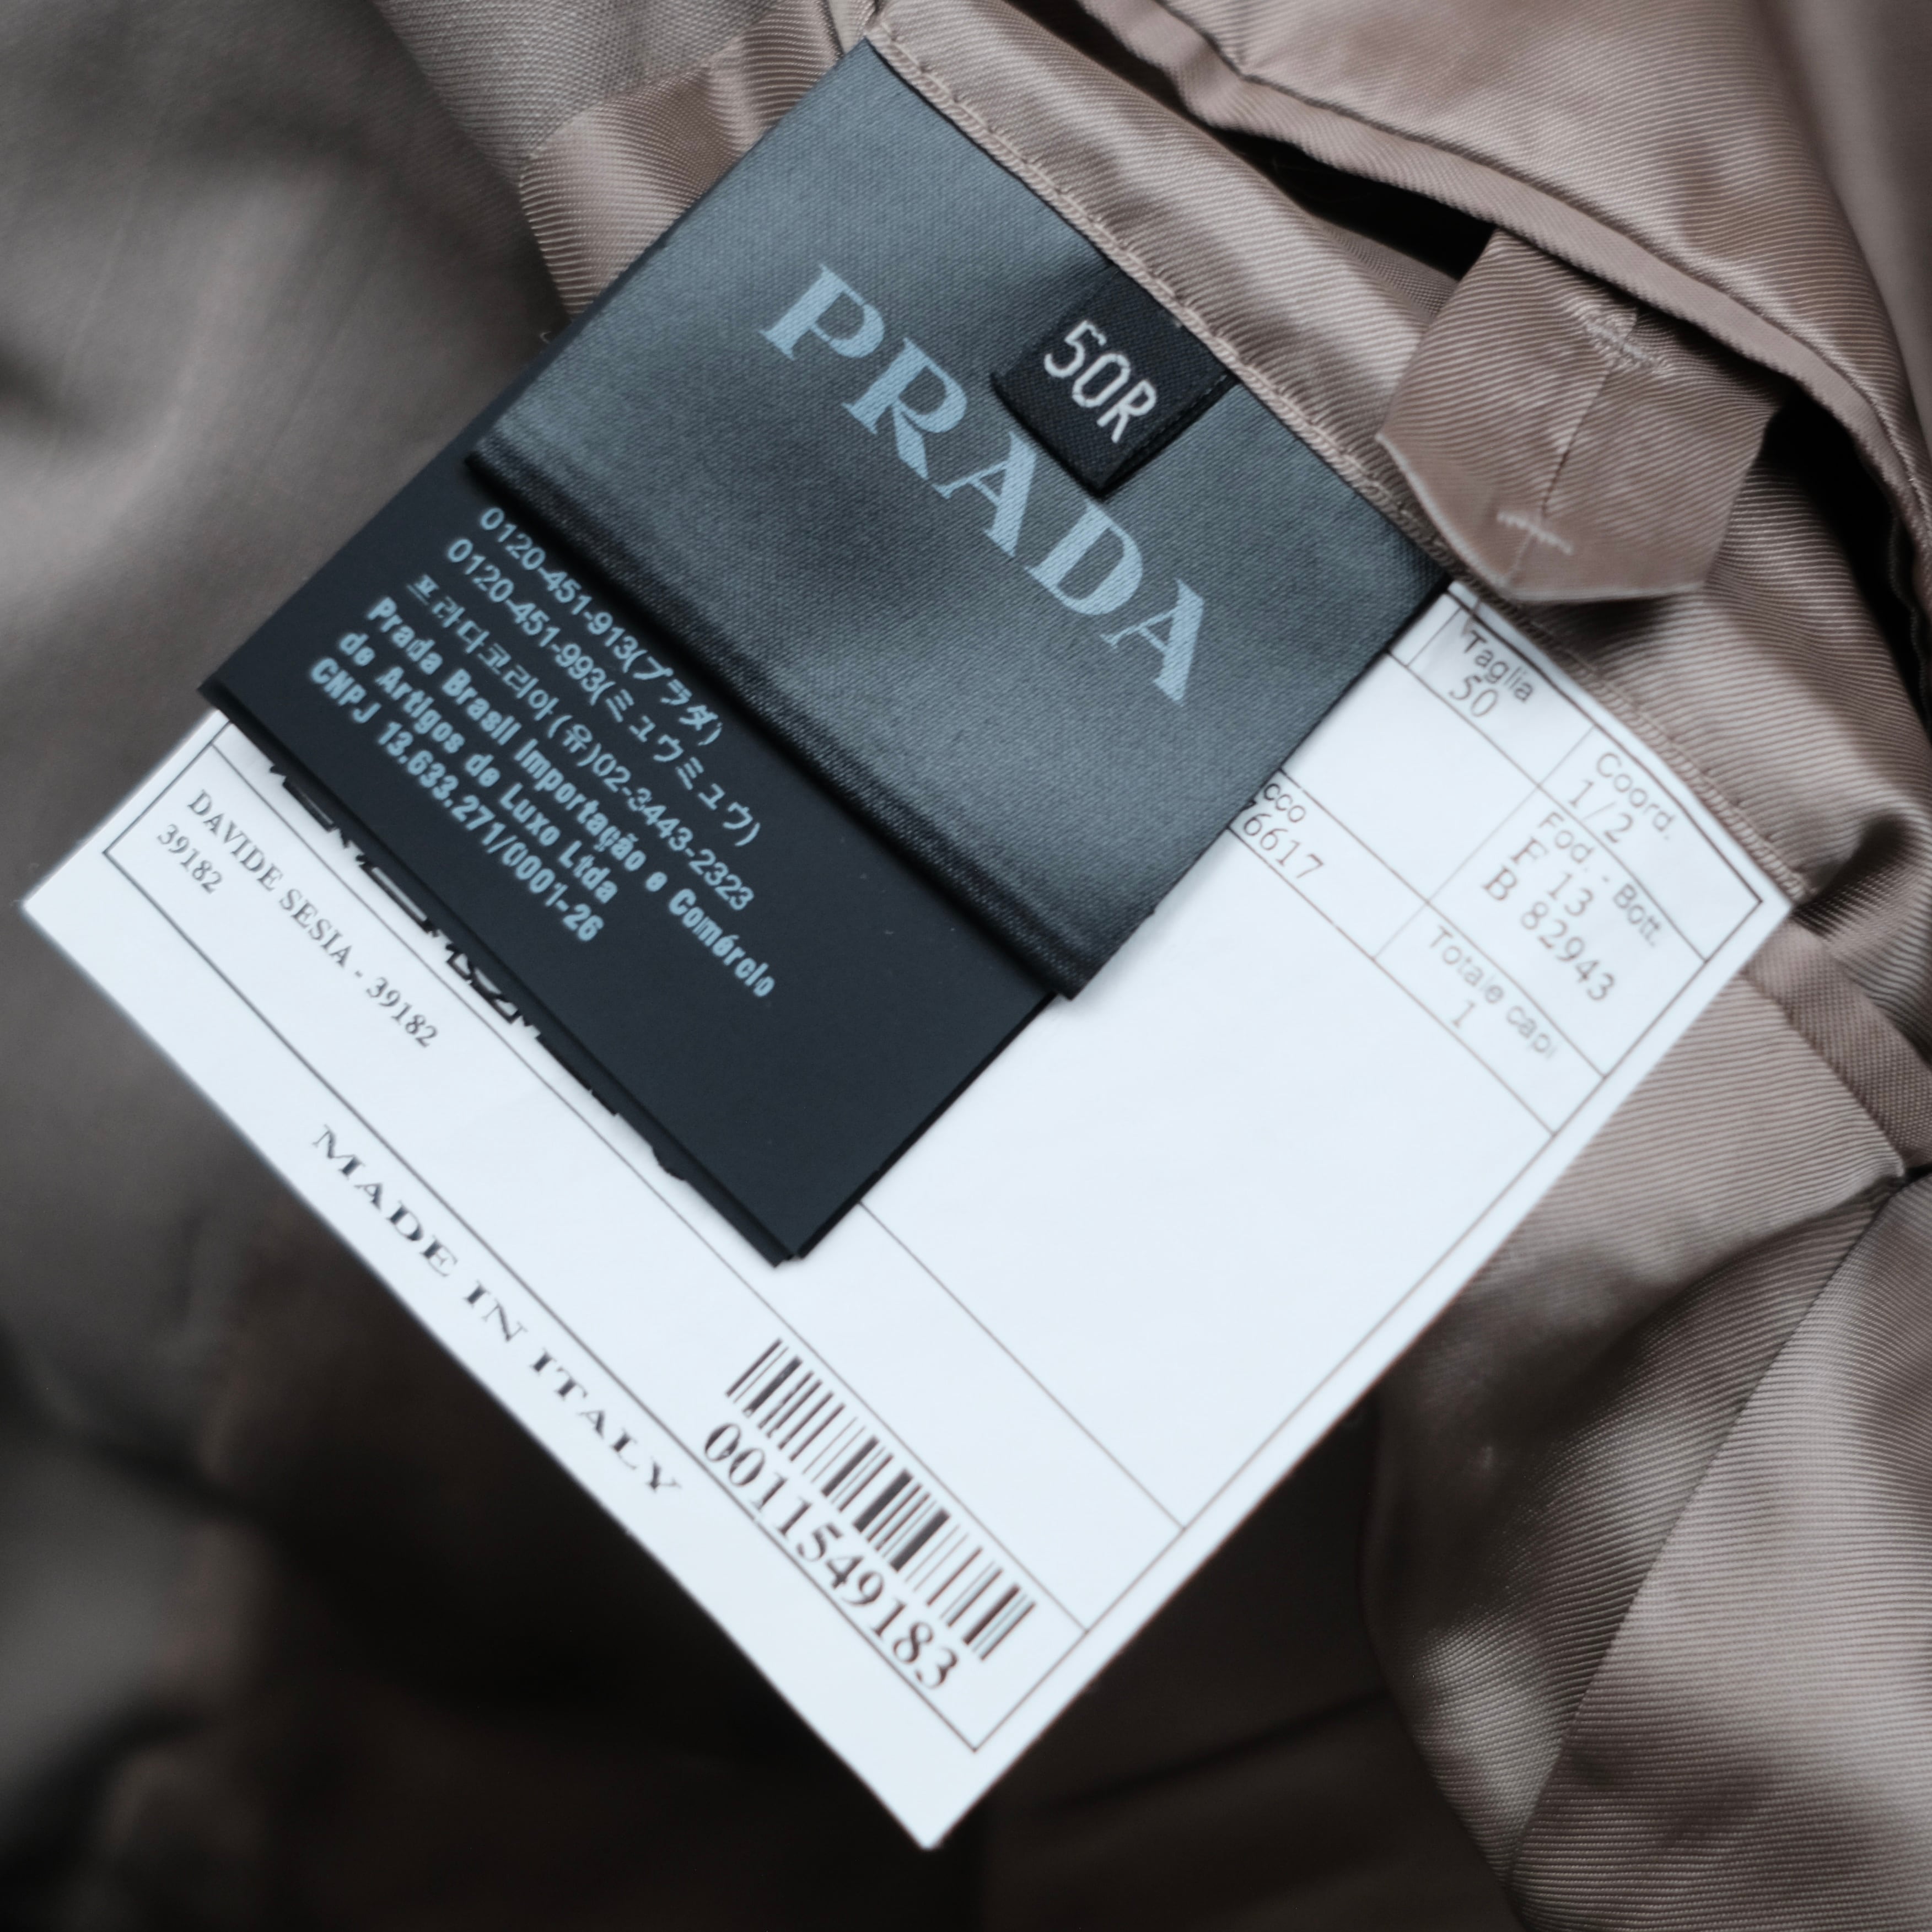 PRADA
50R
0120-451-913(プラダ)
0120-451-993(ミュウミュウ)
프라다코리아(유)02-3443-2323
Prada Brasil Importação e Comércio
de Artigos de Luxo Ltda
CNPJ 13.633.271/0001-26
Taglia
50
Coord.
1/2
Fod. - Bott.
F 13
B 82943
Totale capi
1
DAVIDE SESIA - 39182
39182
0011549183
MADE IN ITALY